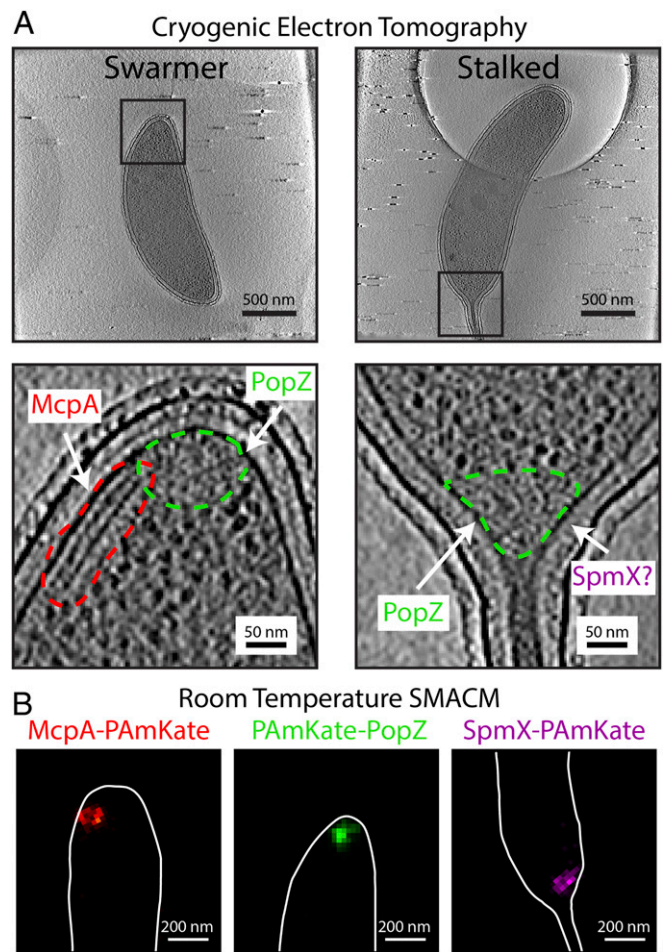 A
Cryogenic Electron Tomography
Swarmer
Stalked
500 nm
500 nm
McpA
PopZ
50 nm
PopZ
SpmX?
50 nm
B
Room Temperature SMACM
McpA-PAmKate
PAmKate-PopZ
SpmX-PAmKate
200 nm
200 nm
200 nm